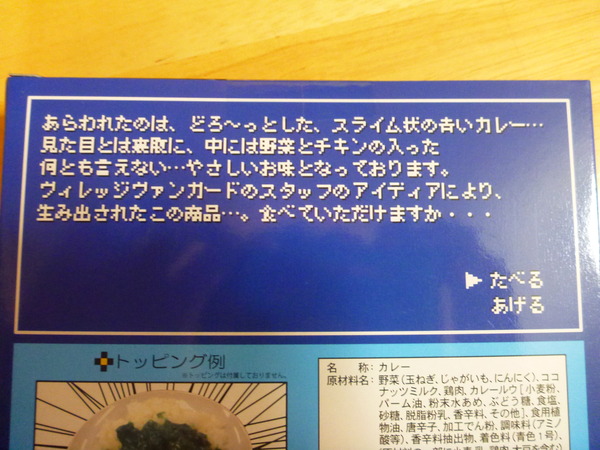 あらわれたのは、どろ～っとした、スライム状の青いカレー…
見た目とは裏腹に、中には野菜とチキンの入った
何とも言えない…やさしいお味となっております。
ヴィレッジヴァンガードのスタッフのアイディアにより、
生み出されたこの商品…。食べていただけますか・・・
▶ たべる
あげる
トッピング例
※トッピングは付属しておりません。
名　　称：カレー
原材料名：野菜（玉ねぎ、じゃがいも、にんにく）、ココ
ナッツミルク、鶏肉、カレールウ［小麦粉、
パーム油、粉末水あめ、ぶどう糖、食塩、
砂糖、脱脂粉乳、香辛料、その他］、食用植
物油、唐辛子、加工でん粉、調味料（アミノ
酸等）、香辛料抽出物、着色料（青色1号）、